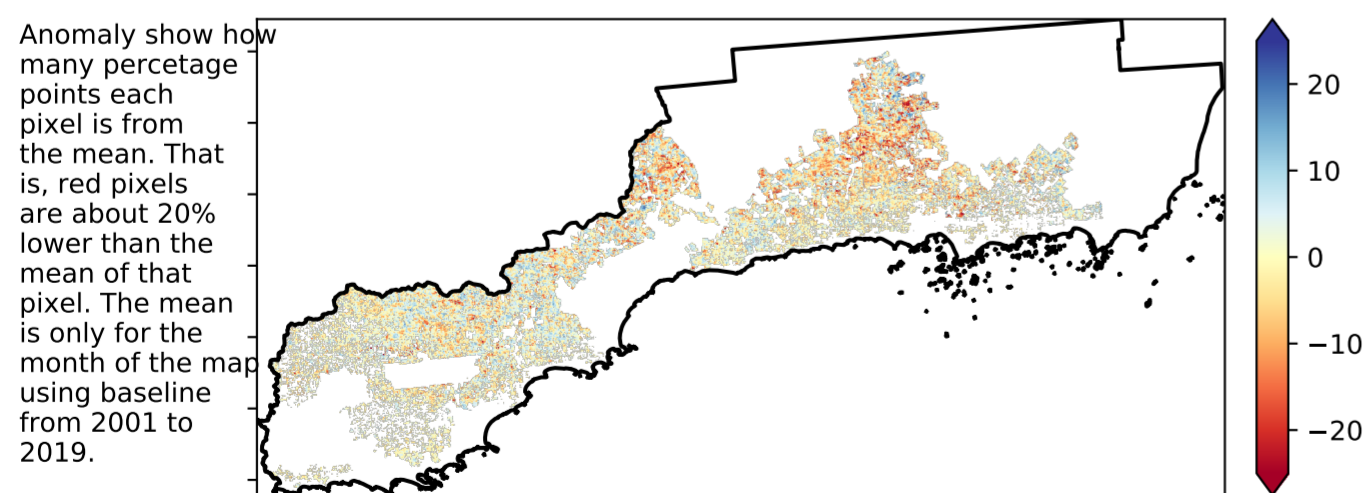 Anomaly show how
many percetage
points each
pixel is from
the mean. That
is, red pixels
are about 20%
lower than the
mean of that
pixel. The mean
is only for the
month of the map
using baseline
from 2001 to
2019.
20
10
0
−10
−20